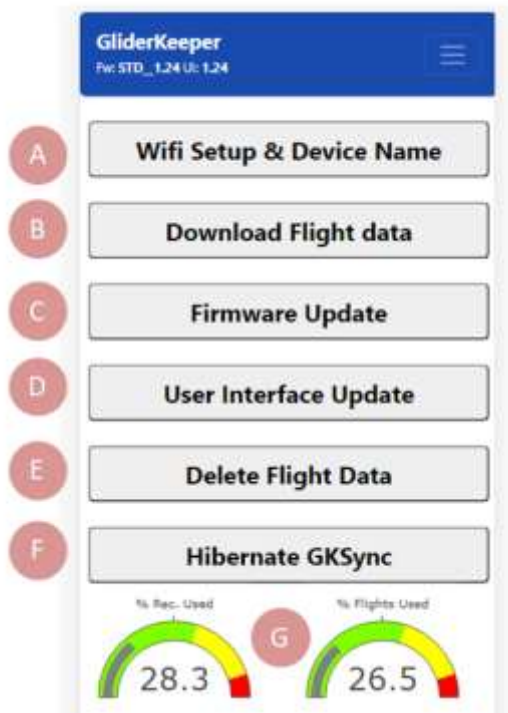 GliderKeeper
Fw: STD_1.24 UI: 1.24
A
Wifi Setup & Device Name
B
Download Flight data
C
Firmware Update
D
User Interface Update
E
Delete Flight Data
F
Hibernate GKSync
% Rec. Used
% Flights Used
G
28.3
26.5